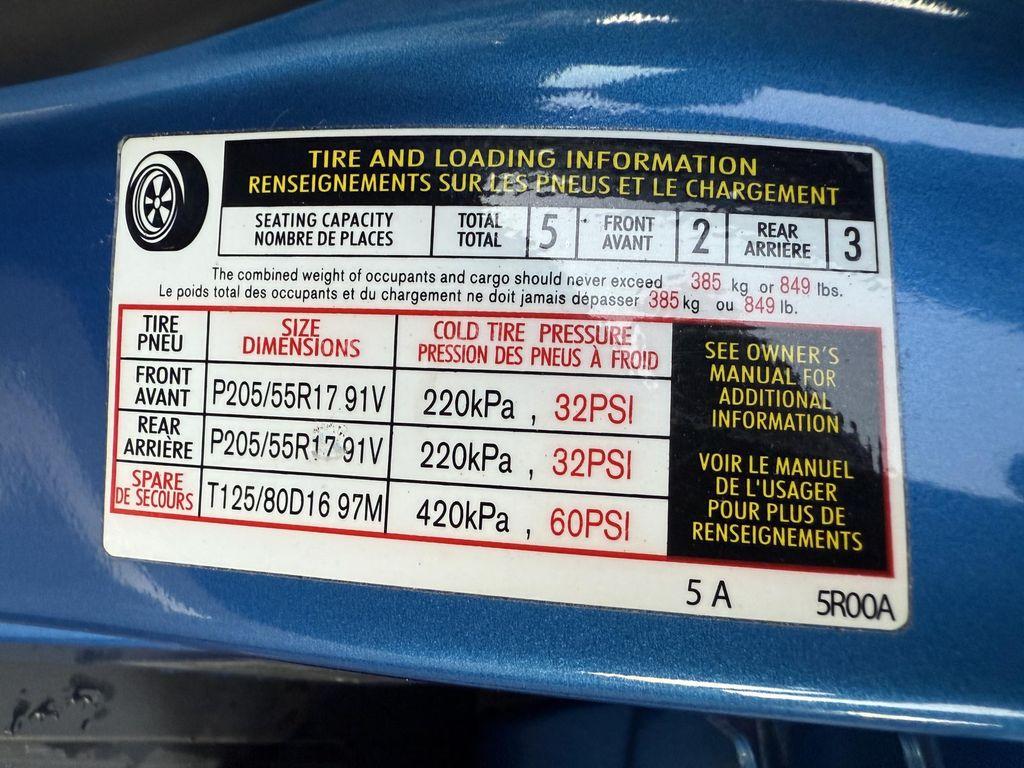 TIRE AND LOADING INFORMATION
RENSEIGNEMENTS SUR LES PNEUS ET LE CHARGEMENT
SEATING CAPACITY
NOMBRE DE PLACES
TOTAL
TOTAL
5
FRONT
AVANT
2
REAR
ARRIÈRE
3
The combined weight of occupants and cargo should never exceed 385 kg or 849 lbs.
Le poids total des occupants et du chargement ne doit jamais dépasser 385 kg ou 849 lb.
TIRE
PNEU
SIZE
DIMENSIONS
COLD TIRE PRESSURE
PRESSION DES PNEUS À FROID
FRONT
AVANT
P205/55R17 91V
220kPa , 32PSI
REAR
ARRIÈRE
P205/55R17 91V
220kPa , 32PSI
SPARE
DE SECOURS
T125/80D16 97M
420kPa , 60PSI
SEE OWNER'S
MANUAL FOR
ADDITIONAL
INFORMATION
VOIR LE MANUEL
DE L'USAGER
POUR PLUS DE
RENSEIGNEMENTS
5 A
5R00A